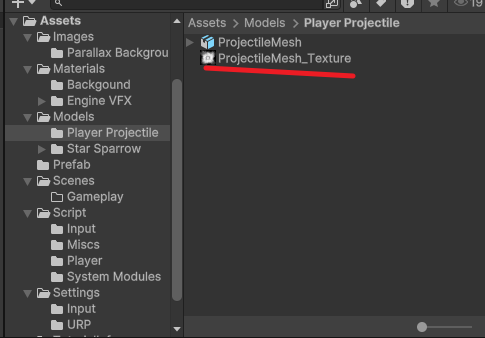 19
Assets
Images
Parallax Backgrou
Materials
Backgound
Engine VFX
Models
Player Projectile
Star Sparrow
Prefab
Scenes
Gameplay
Script
Input
Miscs
Player
System Modules
Settings
Input
URP
Assets > Models > Player Projectile
ProjectileMesh
ProjectileMesh_Texture